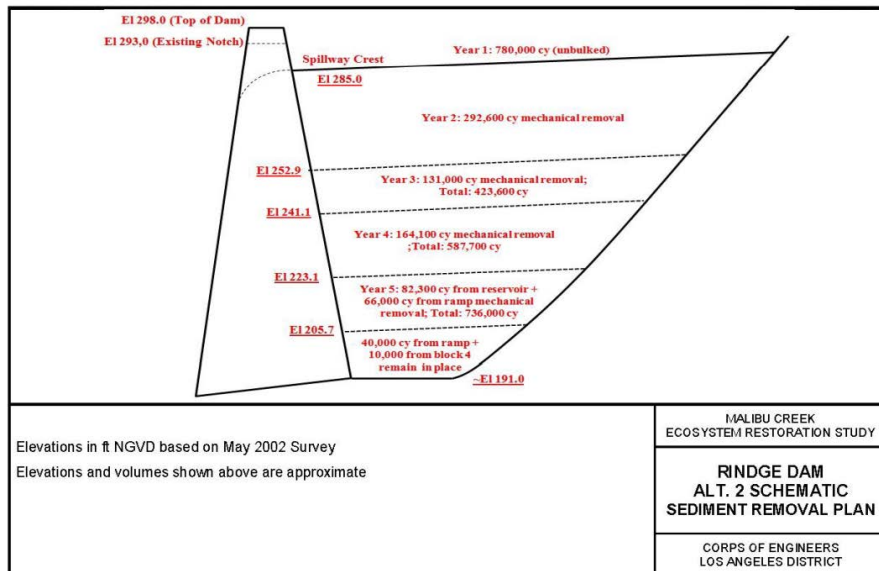 El 298.0 (Top of Dam)
El 293,0 (Existing Notch)
Spillway Crest
El 285.0
Year 1: 780,000 cy (unbulked)
Year 2: 292,600 cy mechanical removal
El 252.9
Year 3: 131,000 cy mechanical removal;
Total: 423,600 cy
El 241.1
Year 4: 164,100 cy mechanical removal
;Total: 587,700 cy
El 223.1
Year 5: 82,300 cy from reservoir +
66,000 cy from ramp mechanical
removal; Total: 736,000 cy
El 205.7
40,000 cy from ramp +
10,000 from block 4
remain in place
~El 191.0
Elevations in ft NGVD based on May 2002 Survey
Elevations and volumes shown above are approximate
MALIBU CREEK
ECOSYSTEM RESTORATION STUDY
RINDGE DAM
ALT. 2 SCHEMATIC
SEDIMENT REMOVAL PLAN
CORPS OF ENGINEERS
LOS ANGELES DISTRICT